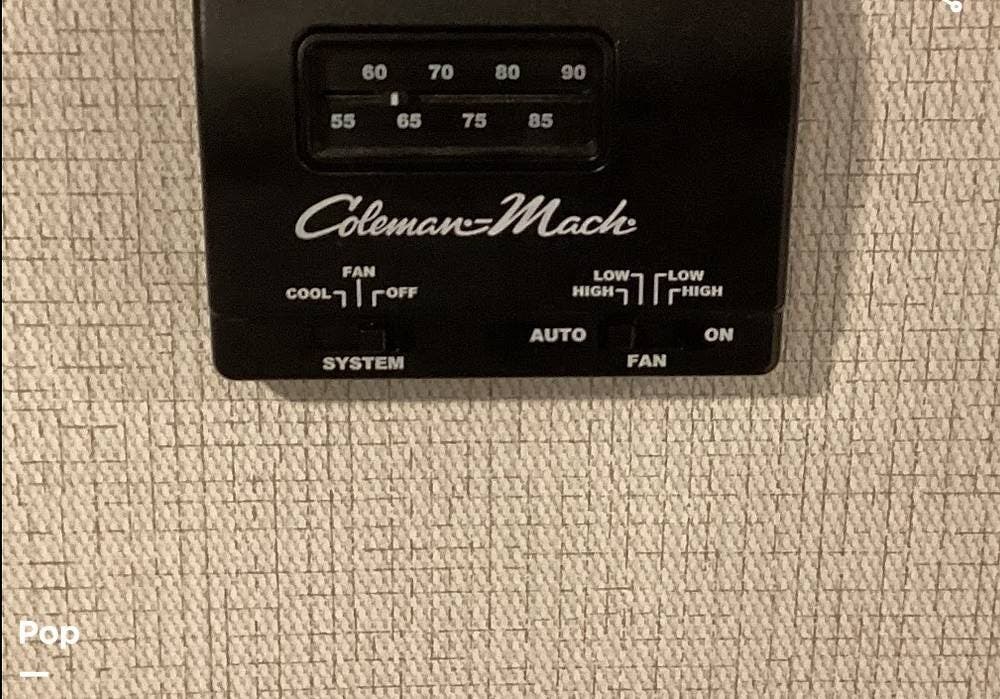 60 70 80 90
55 65 75 85
Coleman-Mach
FAN
COOL OFF
LOW LOW
HIGH HIGH
AUTO ON
SYSTEM FAN
Pop